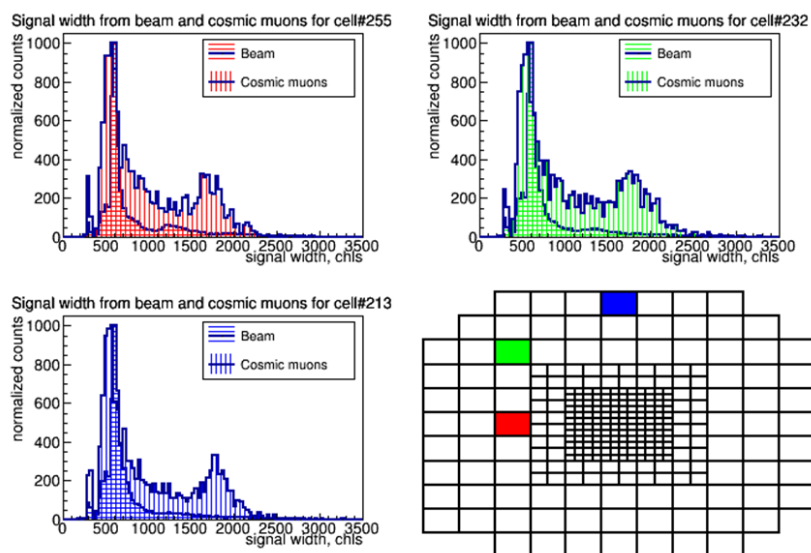 Signal width from beam and cosmic muons for cell#255
normalized counts
1000
800
600
400
200
0
Beam
Cosmic muons
0 500 1000 1500 2000 2500 3000 3500
signal width, chls
Signal width from beam and cosmic muons for cell#232
normalized counts
1000
800
600
400
200
0
Beam
Cosmic muons
0 500 1000 1500 2000 2500 3000 3500
signal width, chls
Signal width from beam and cosmic muons for cell#213
normalized counts
1000
800
600
400
200
0
Beam
Cosmic muons
0 500 1000 1500 2000 2500 3000 3500
signal width, chls